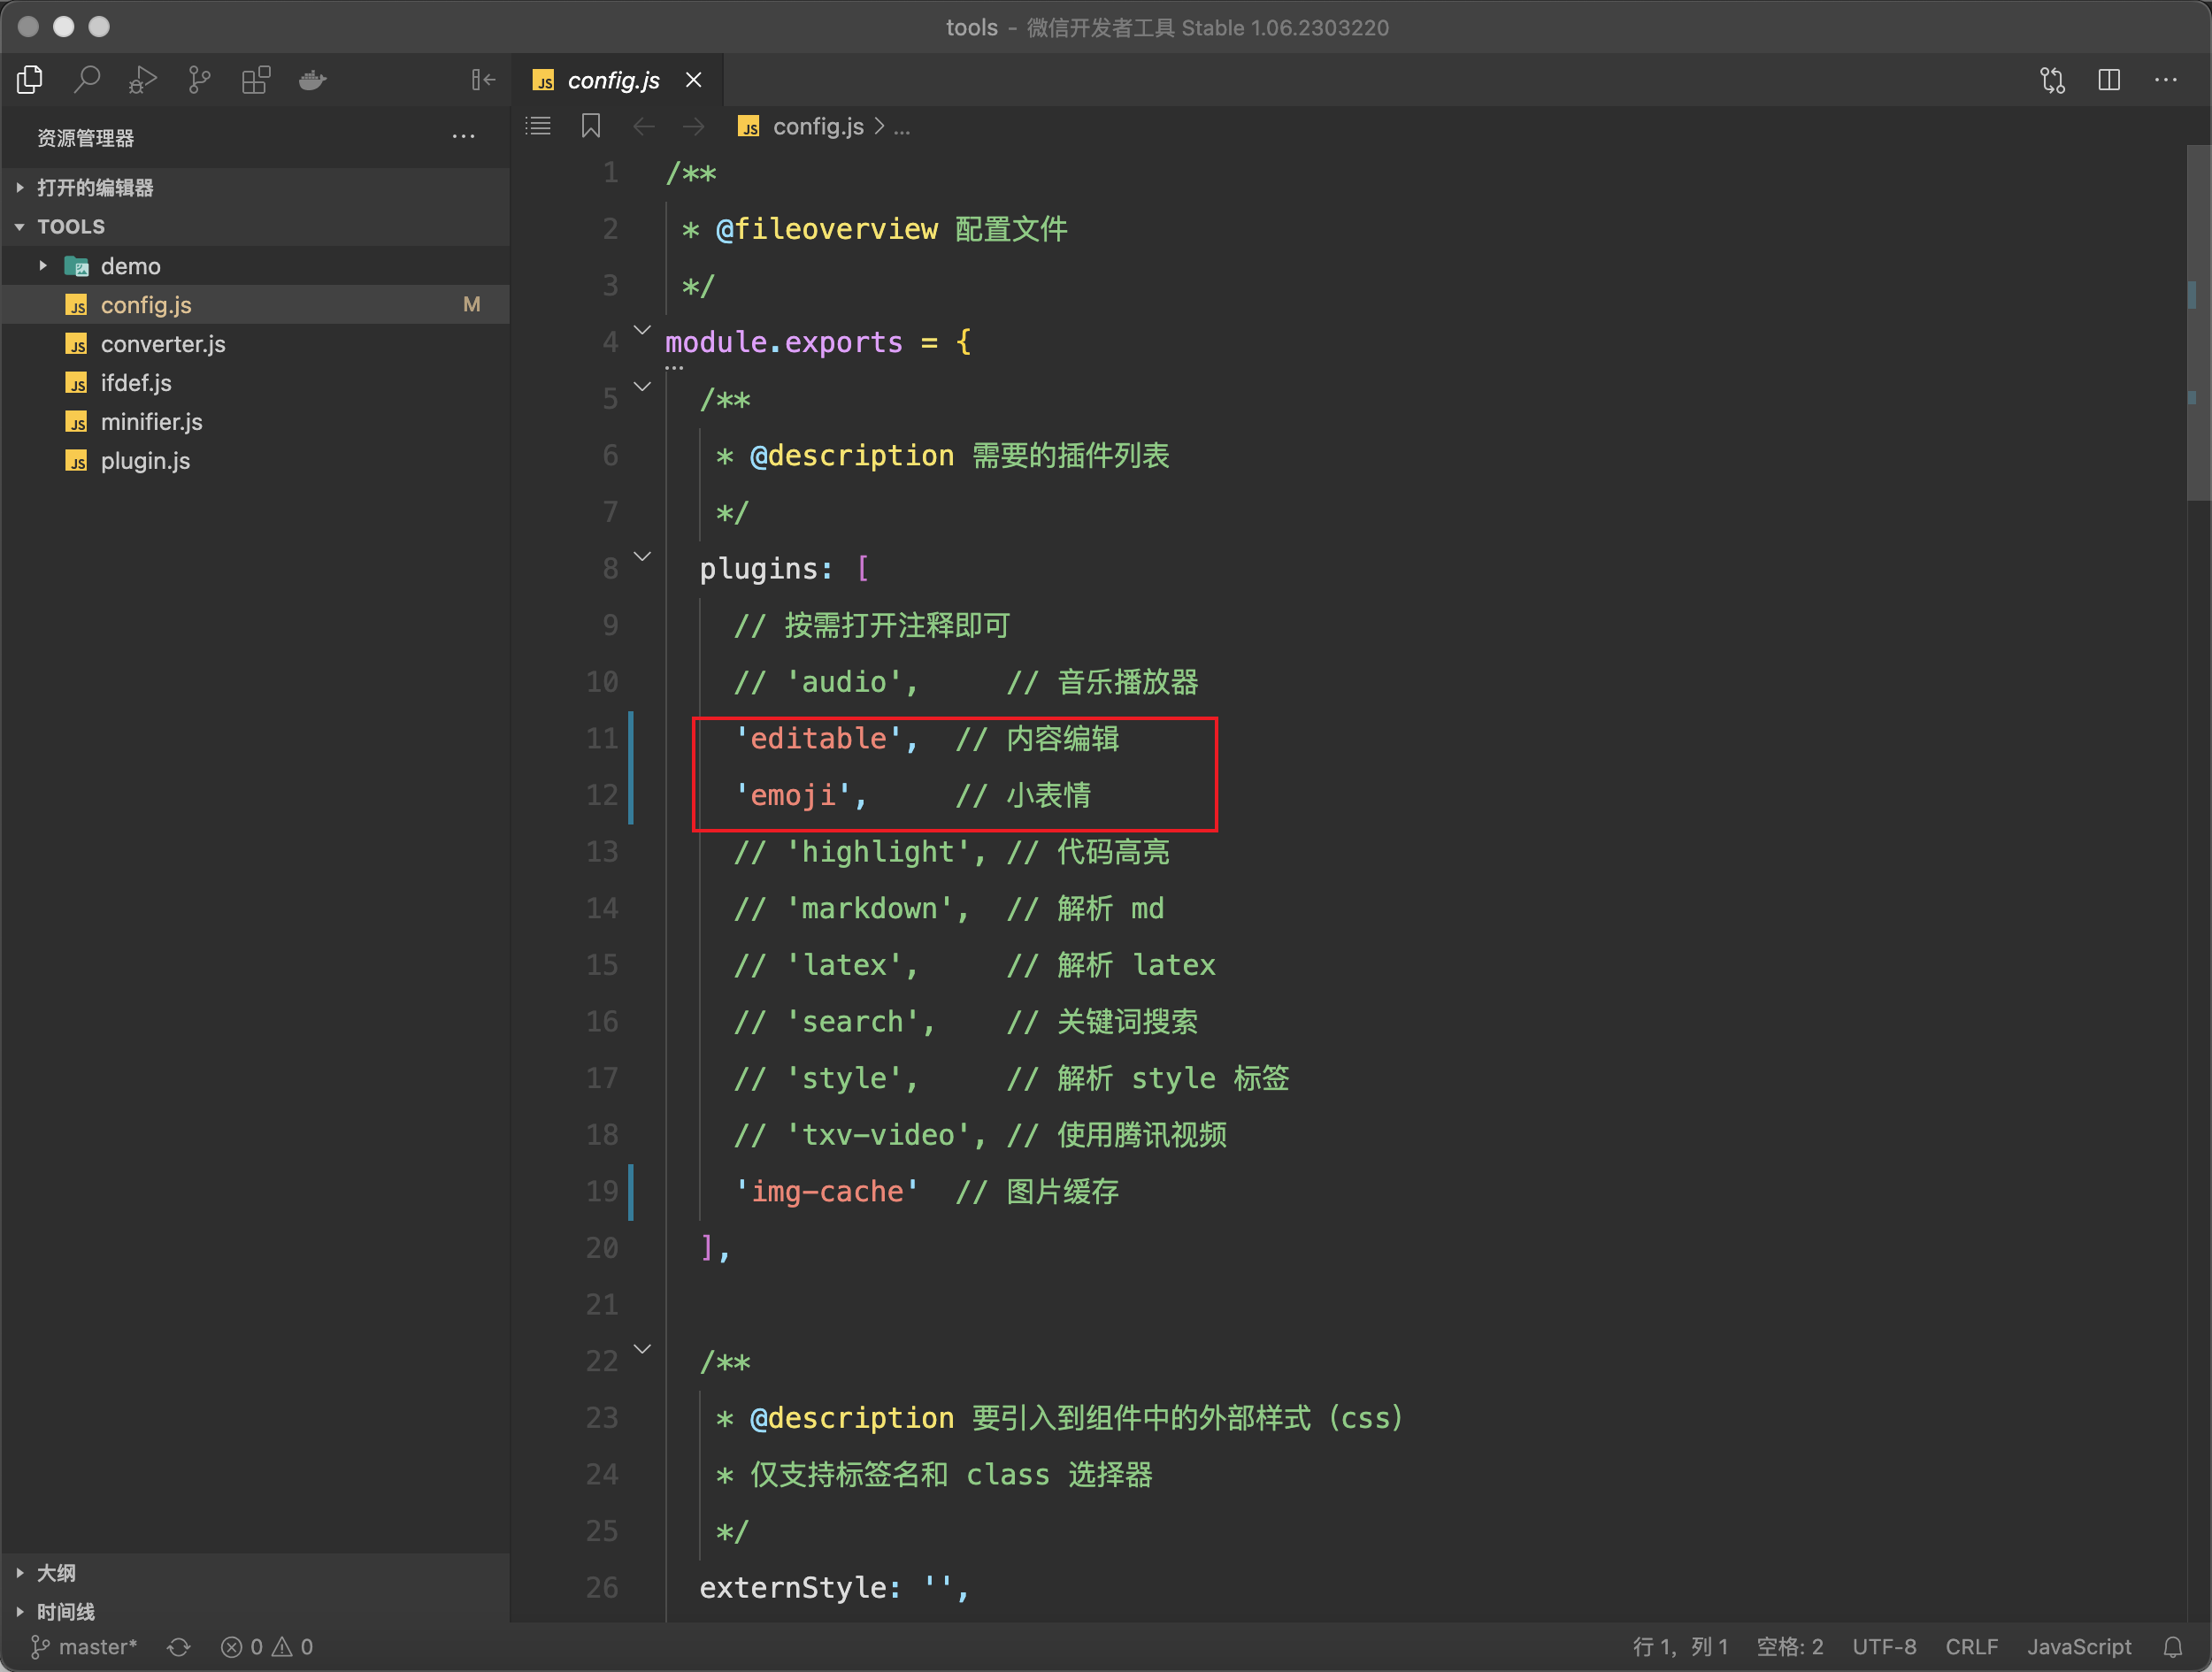 tools - 微信开发者工具 Stable 1.06.2303220
config.js
资源管理器
打开的编辑器
TOOLS
demo
config.js M
converter.js
ifdef.js
minifier.js
plugin.js
大纲
时间线
config.js > ...
1 /**
2 * @fileoverview 配置文件
3 */
4 module.exports = {
5 /**
6 * @description 需要的插件列表
7 */
8 plugins: [
9 // 按需打开注释即可
10 // 'audio', // 音乐播放器
11 'editable', // 内容编辑
12 'emoji', // 小表情
13 // 'highlight', // 代码高亮
14 // 'markdown', // 解析 md
15 // 'latex', // 解析 latex
16 // 'search', // 关键词搜索
17 // 'style', // 解析 style 标签
18 // 'txv-video', // 使用腾讯视频
19 'img-cache' // 图片缓存
20 ],
21
22 /**
23 * @description 要引入到组件中的外部样式（css）
24 * 仅支持标签名和 class 选择器
25 */
26 externStyle: '',
master* 0 0 行 1，列 1 空格: 2 UTF-8 CRLF JavaScript